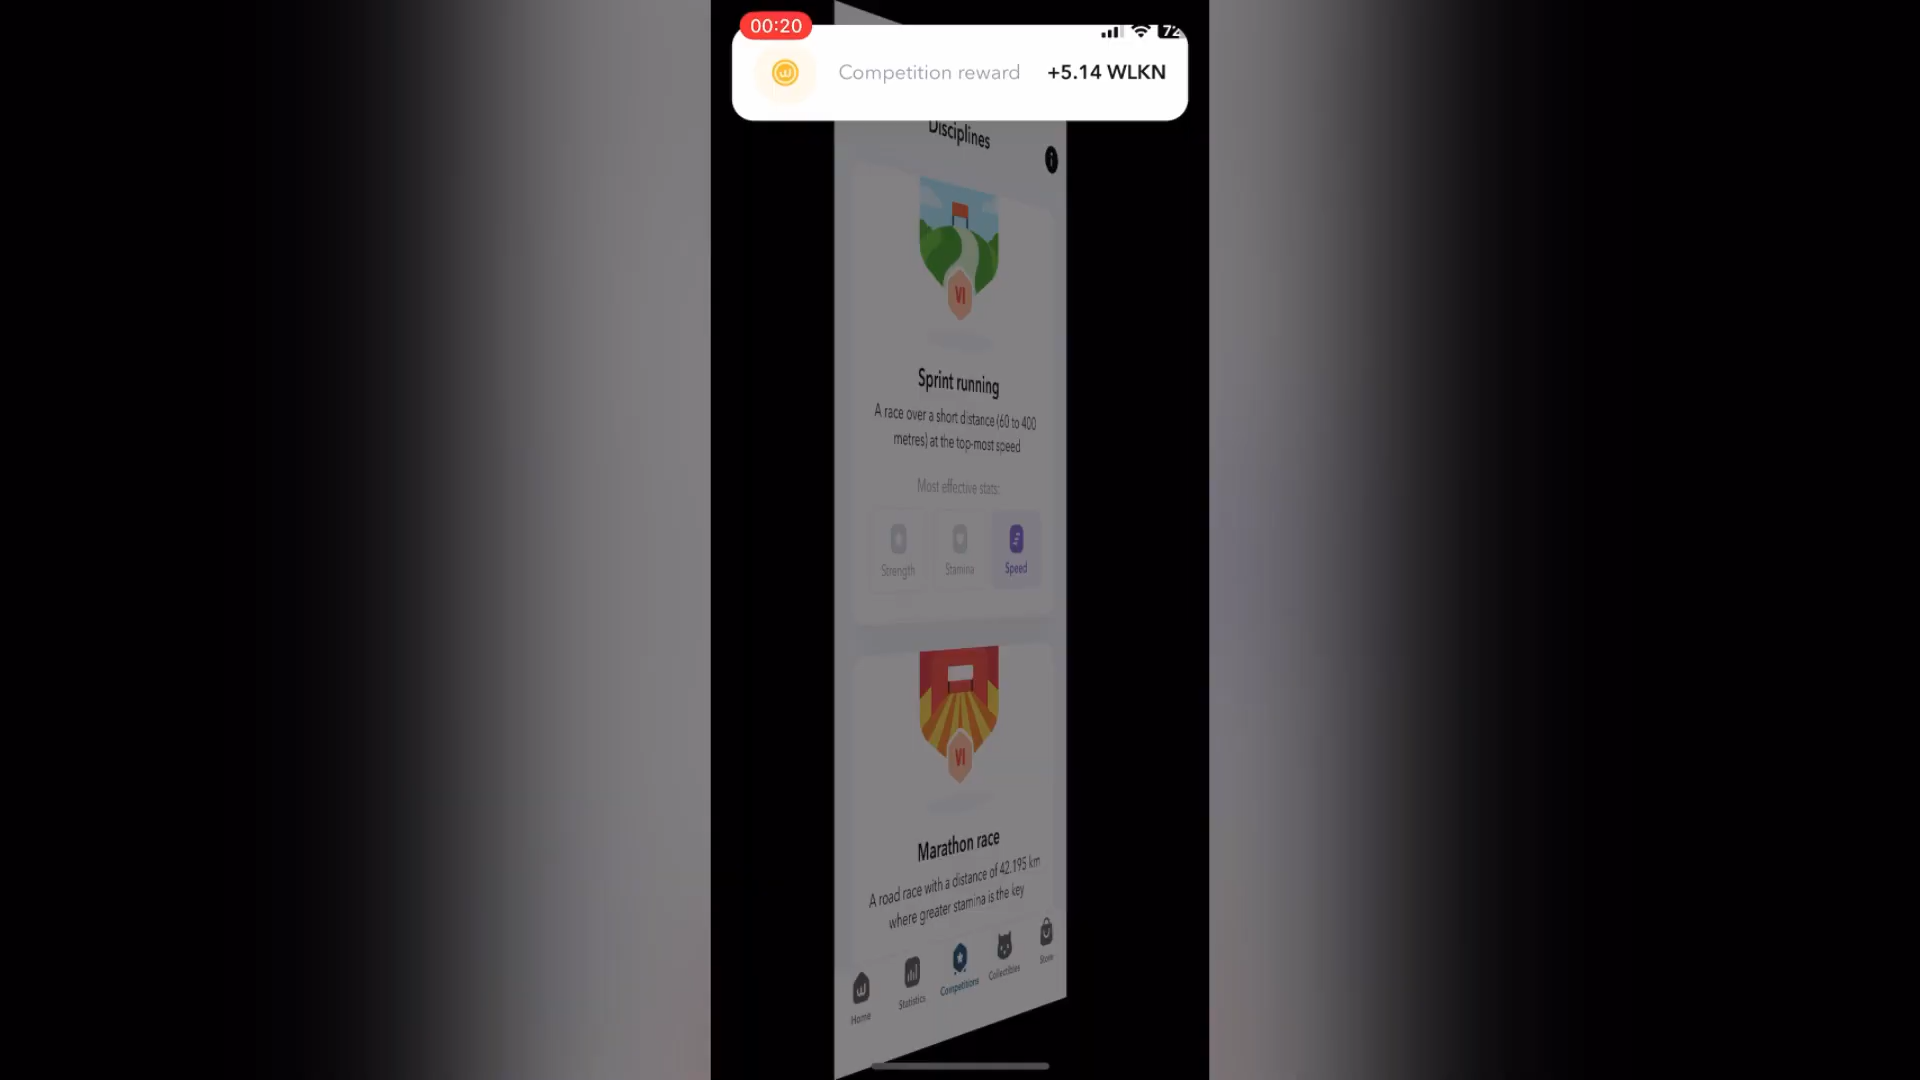 00:20
72
Competition reward +5.14 WLKN
Disciplines
VI
Sprint running
A race over a short distance (60 to 400
metres) at the top-most speed
Most effective stats:
Strength Stamina Speed
VI
Marathon race
A road race with a distance of 42.195 km
where greater stamina is the key
Home Statistics Competitions Collectibles Store